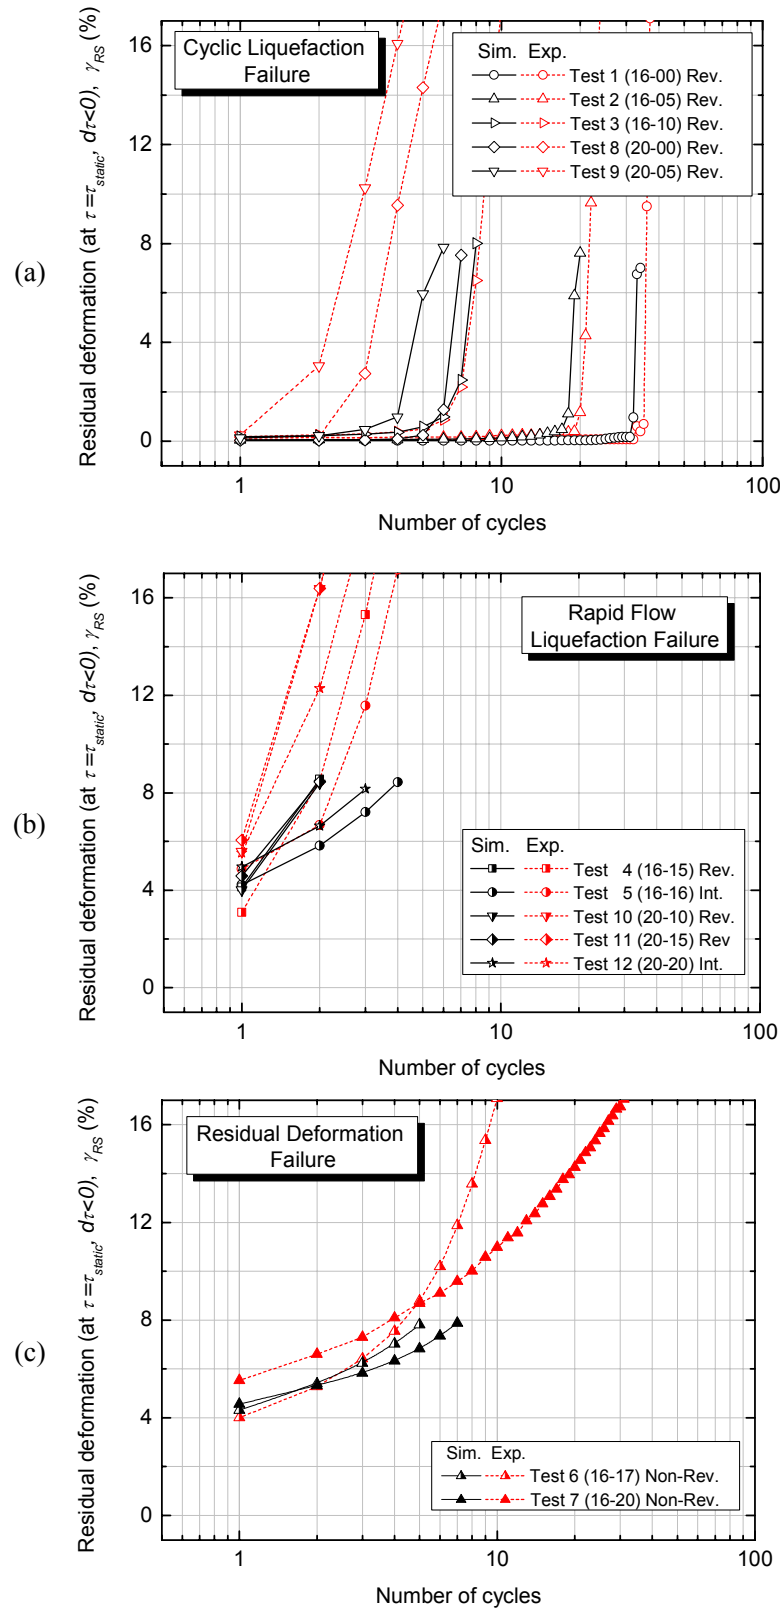 (a)
Residual deformation (at τ=τstatic, dτ<0), γRS (%)
16
12
8
4
0
Cyclic Liquefaction
Failure
Sim. Exp.
Test 1 (16-00) Rev.
Test 2 (16-05) Rev.
Test 3 (16-10) Rev.
Test 8 (20-00) Rev.
Test 9 (20-05) Rev.
1 10 100
Number of cycles
(b)
Residual deformation (at τ=τstatic, dτ<0), γRS (%)
16
12
8
4
0
Rapid Flow
Liquefaction Failure
Sim. Exp.
Test 4 (16-15) Rev.
Test 5 (16-16) Int.
Test 10 (20-10) Rev.
Test 11 (20-15) Rev
Test 12 (20-20) Int.
1 10 100
Number of cycles
(c)
Residual deformation (at τ=τstatic, dτ<0), γRS (%)
16
12
8
4
0
Residual Deformation
Failure
Sim. Exp.
Test 6 (16-17) Non-Rev.
Test 7 (16-20) Non-Rev.
1 10 100
Number of cycles